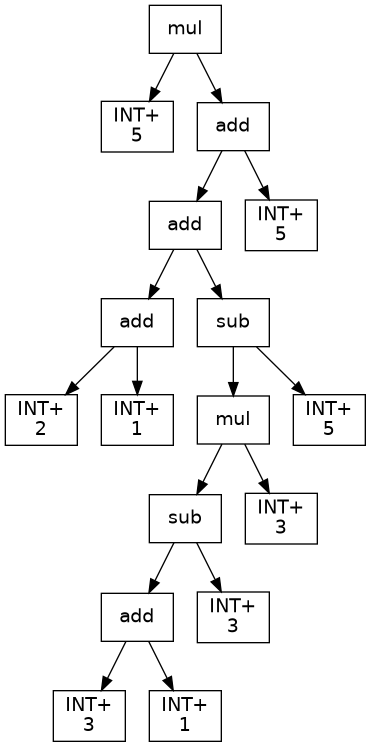 mul
INT+
5
add
add
INT+
5
add
sub
INT+
2
INT+
1
mul
INT+
5
sub
INT+
3
add
INT+
3
INT+
3
INT+
1